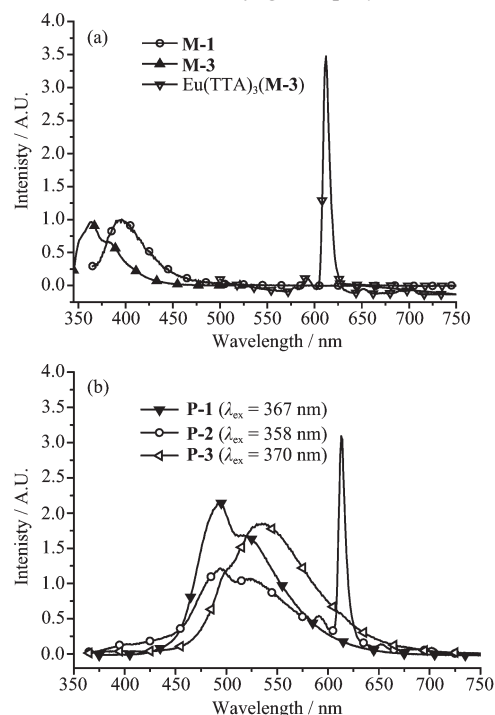 (a)
M-1
M-3
Eu(TTA)3(M-3)
Intenisty / A.U.
4.0
3.5
3.0
2.5
2.0
1.5
1.0
0.5
0.0
350 400 450 500 550 600 650 700 750
Wavelength / nm
(b)
P-1 (λex = 367 nm)
P-2 (λex = 358 nm)
P-3 (λex = 370 nm)
Intenisty / A.U.
4.0
3.5
3.0
2.5
2.0
1.5
1.0
0.5
0.0
350 400 450 500 550 600 650 700 750
Wavelength / nm